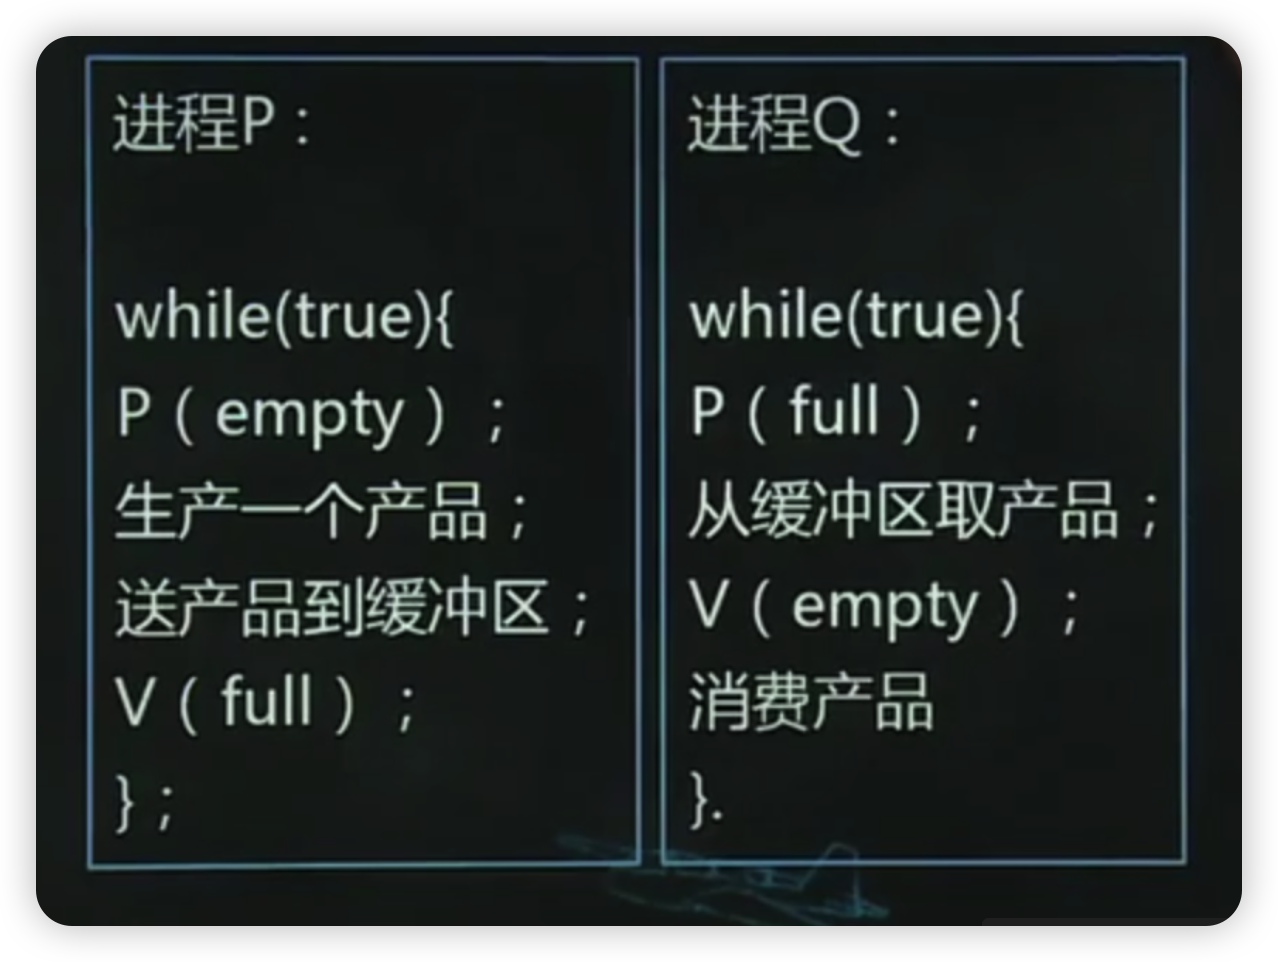 进程P：
while(true){
P（empty）；
生产一个产品；
送产品到缓冲区；
V（full）；
}；
进程Q：
while(true){
P（full）；
从缓冲区取产品；
V（empty）；
消费产品
}.